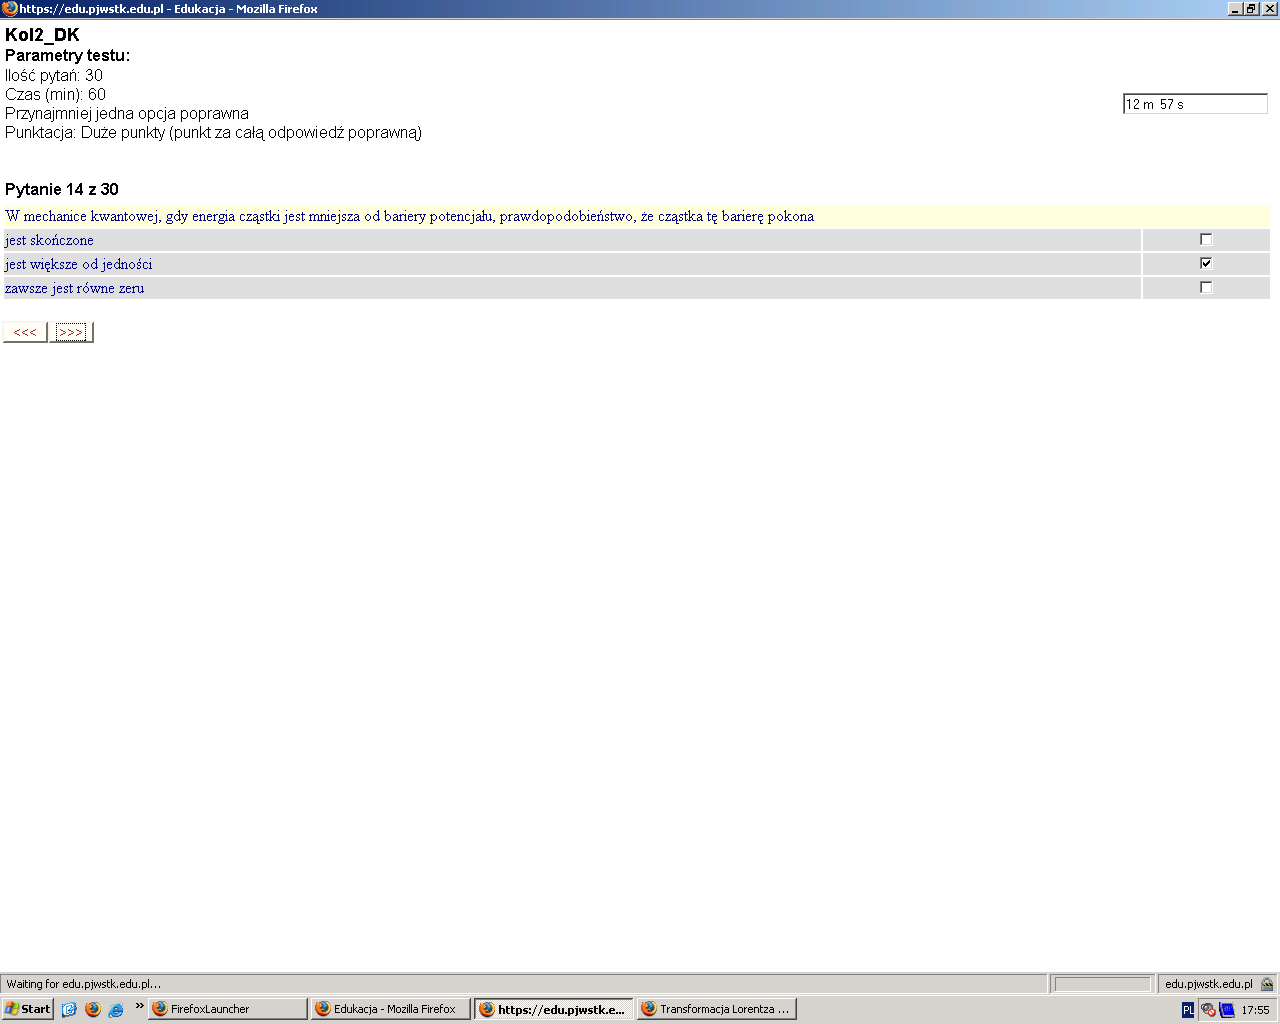 https://edu.pjwstk.edu.pl - Edukacja - Mozilla Firefox
Kol2_DK
Parametry testu:
Ilość pytań: 30
Czas (min): 60
12 m 57 s
Przynajmniej jedna opcja poprawna
Punktacja: Duże punkty (punkt za całą odpowiedź poprawną)
Pytanie 14 z 30
W mechanice kwantowej, gdy energia cząstki jest mniejsza od bariery potencjału, prawdopodobieństwo, że cząstka tę barierę pokona
jest skończone
jest większe od jedności
zawsze jest równe zeru
<<< >>>
Waiting for edu.pjwstk.edu.pl... edu.pjwstk.edu.pl
Start » FirefoxLauncher Edukacja - Mozilla Firefox https://edu.pjwstk.e... Transformacja Lorentza ... PL 17:55